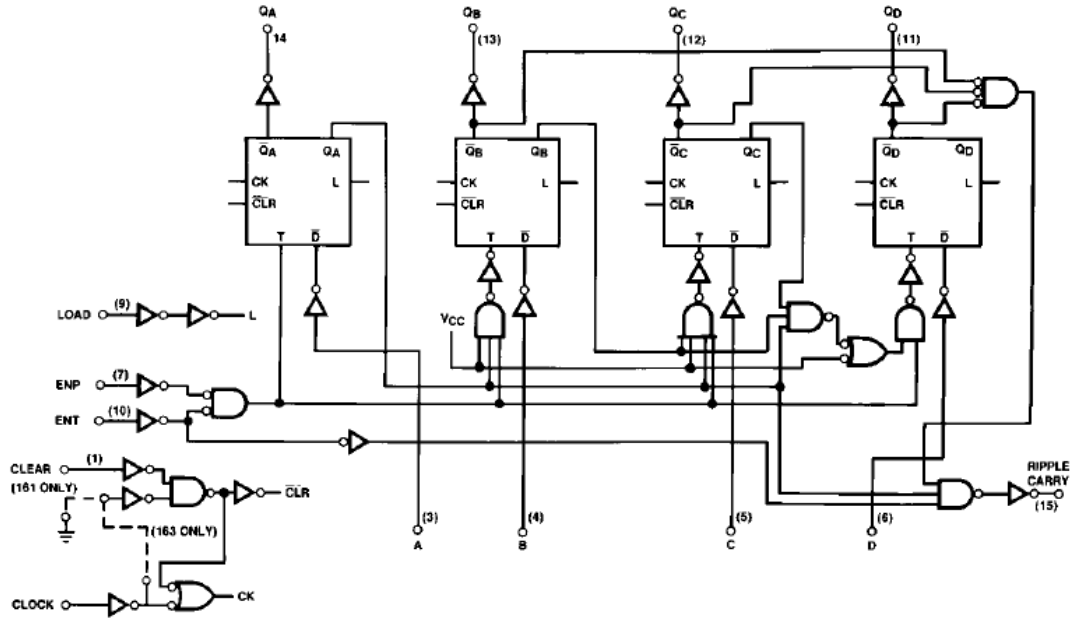 QA QB QC QD
14 (13) (12) (11)
Q̅A QA Q̅B QB Q̅C QC Q̅D QD
CK L CK L CK L CK L
C̅L̅R̅ C̅L̅R̅ C̅L̅R̅ C̅L̅R̅
T D̅ T D̅ T D̅ T D̅
LOAD (9) L
VCC
ENP (7)
ENT (10)
CLEAR (1)
(161 ONLY)
C̅L̅R̅
(163 ONLY)
RIPPLE
CARRY
(15)
(3) (4) (5) (6)
A B C D
CLOCK CK